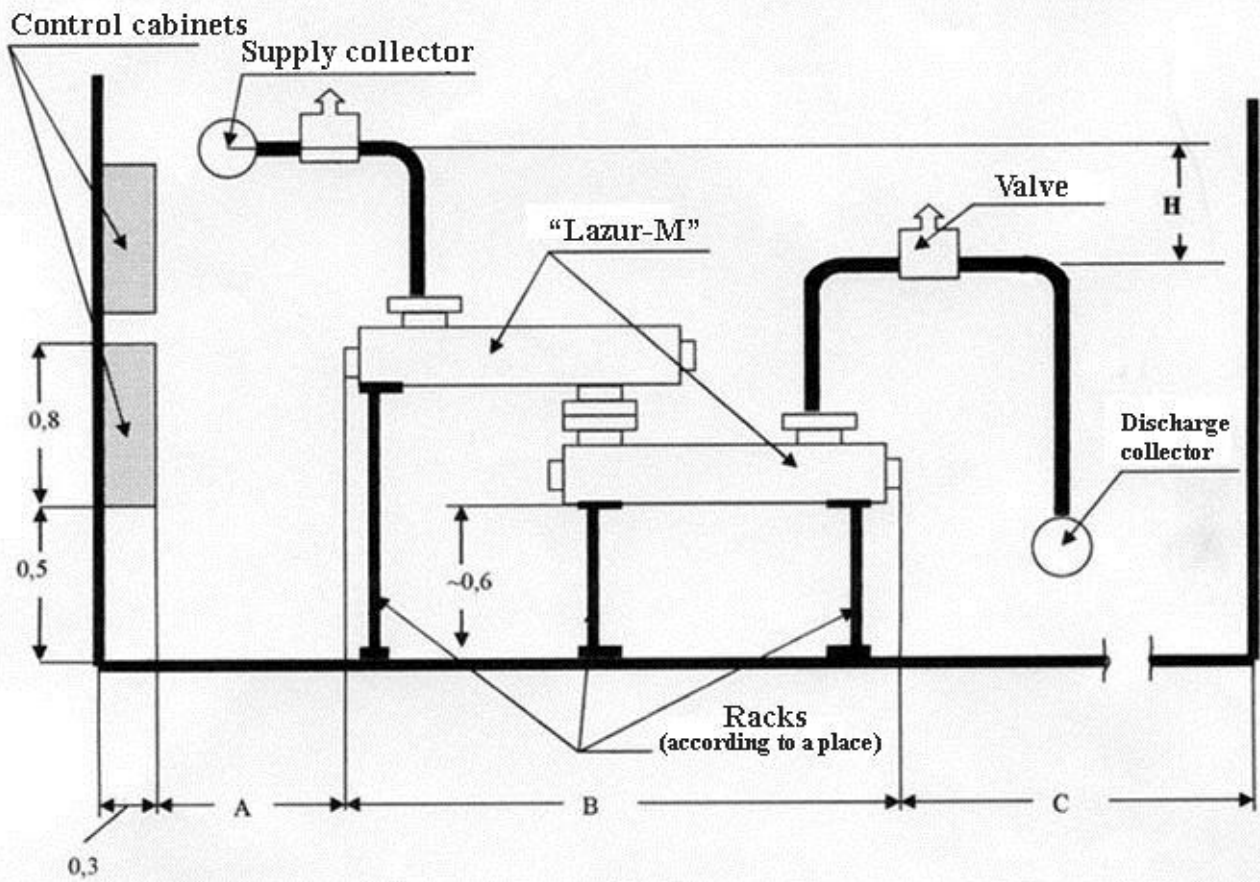 Control cabinets
Supply collector
Valve
H
“Lazur-M”
Discharge
collector
0,8
0,5
~0,6
Racks
(according to a place)
A
B
C
0,3